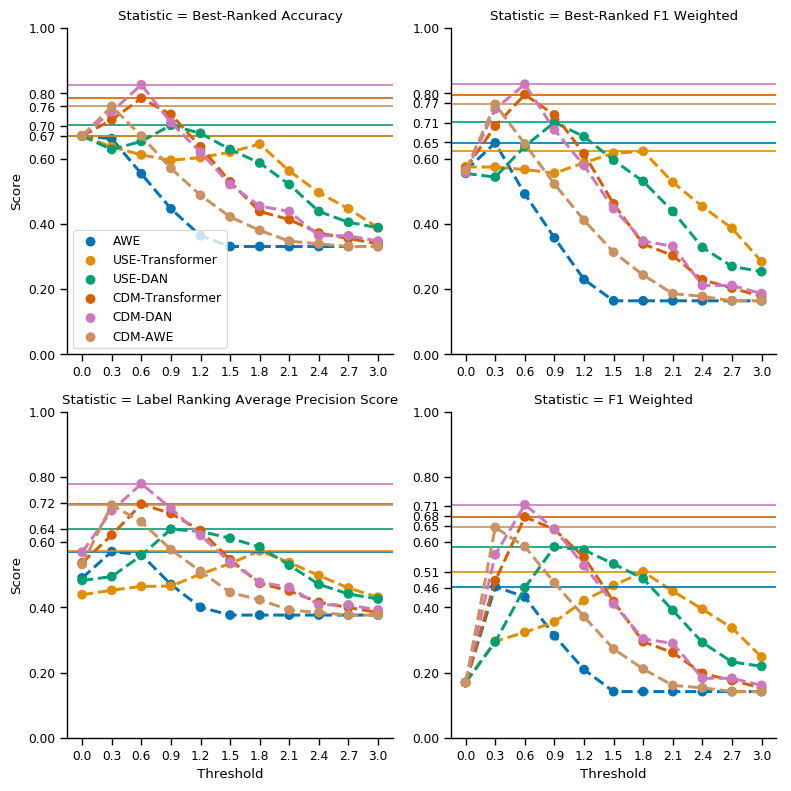 Statistic = Best-Ranked Accuracy
1.00
0.80
0.76
0.70
0.67
0.60
0.40
0.20
0.00
Score
AWE
USE-Transformer
USE-DAN
CDM-Transformer
CDM-DAN
CDM-AWE
0.0 0.3 0.6 0.9 1.2 1.5 1.8 2.1 2.4 2.7 3.0
Statistic = Best-Ranked F1 Weighted
1.00
0.80
0.77
0.71
0.65
0.60
0.40
0.20
0.00
0.0 0.3 0.6 0.9 1.2 1.5 1.8 2.1 2.4 2.7 3.0
Statistic = Label Ranking Average Precision Score
1.00
0.80
0.72
0.64
0.60
0.40
0.20
0.00
Score
0.0 0.3 0.6 0.9 1.2 1.5 1.8 2.1 2.4 2.7 3.0
Threshold
Statistic = F1 Weighted
1.00
0.80
0.71
0.68
0.65
0.60
0.51
0.46
0.40
0.20
0.00
0.0 0.3 0.6 0.9 1.2 1.5 1.8 2.1 2.4 2.7 3.0
Threshold